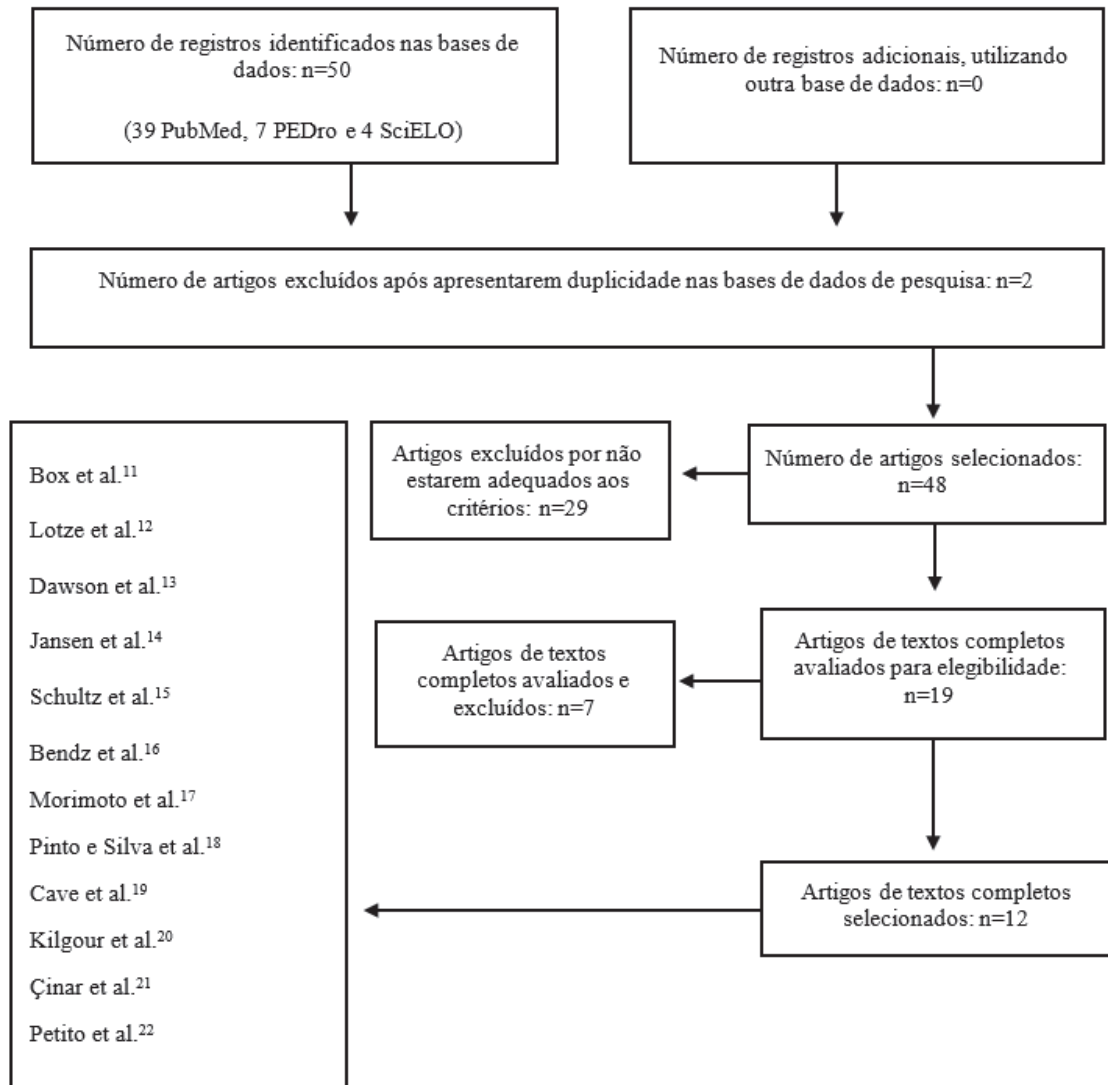 Número de registros identificados nas bases de
dados: n=50
(39 PubMed, 7 PEDro e 4 SciELO)
Número de registros adicionais, utilizando
outra base de dados: n=0
Número de artigos excluídos após apresentarem duplicidade nas bases de dados de pesquisa: n=2
Número de artigos selecionados:
n=48
Artigos excluídos por não
estarem adequados aos
critérios: n=29
Artigos de textos completos
avaliados para elegibilidade:
n=19
Artigos de textos
completos avaliados e
excluídos: n=7
Artigos de textos completos
selecionados: n=12
Box et al.¹¹
Lotze et al.¹²
Dawson et al.¹³
Jansen et al.¹⁴
Schultz et al.¹⁵
Bendz et al.¹⁶
Morimoto et al.¹⁷
Pinto e Silva et al.¹⁸
Cave et al.¹⁹
Kilgour et al.²⁰
Çinar et al.²¹
Petito et al.²²